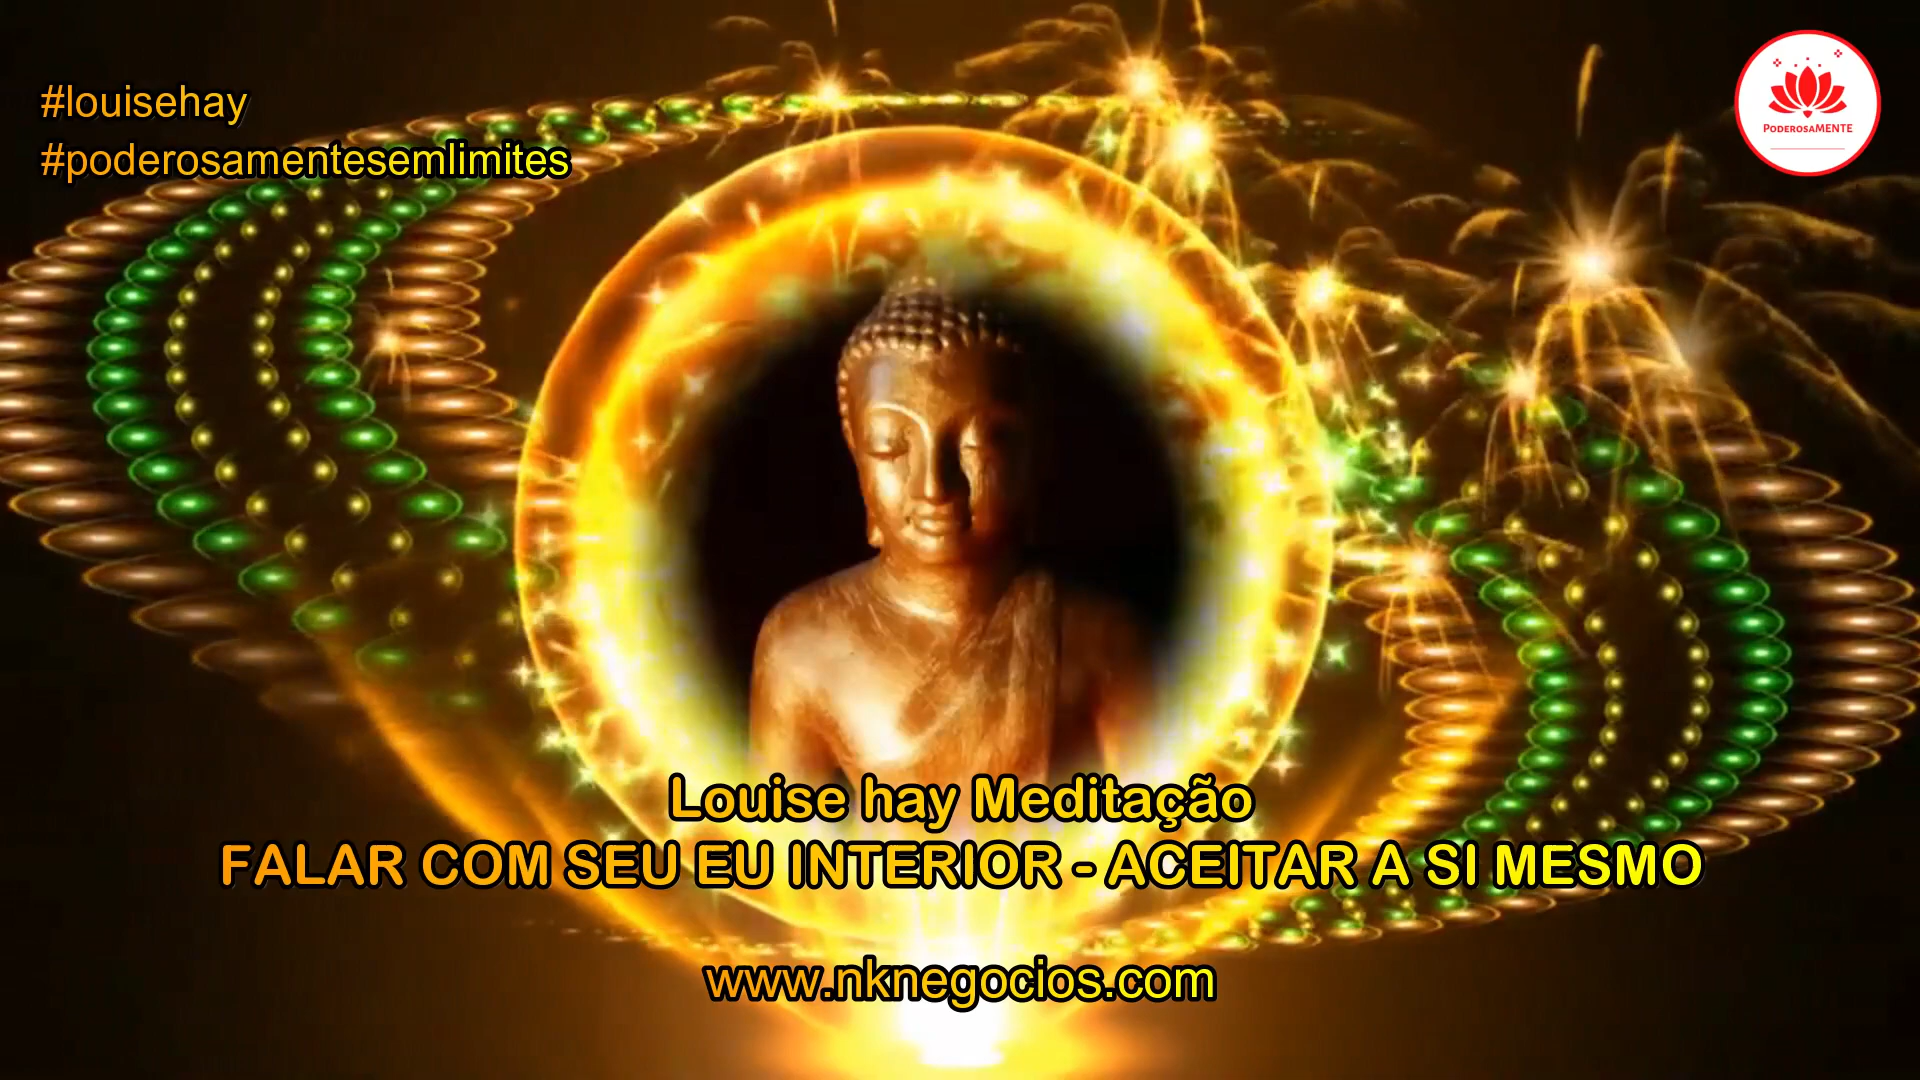 #louisehay
#poderosamentesemlimites
PODEROSAMENTE
Louise hay Meditação
FALAR COM SEU EU INTERIOR - ACEITAR A SI MESMO
www.nknegocios.com